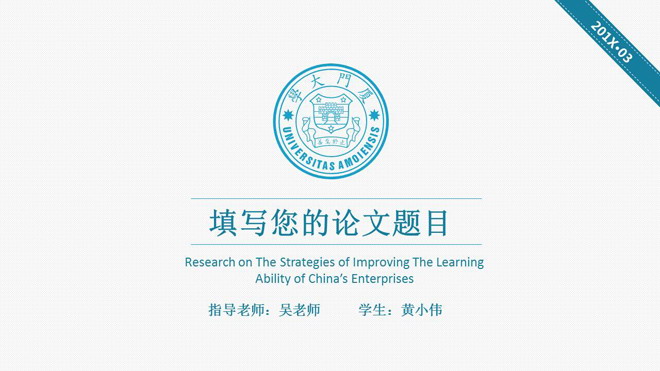 201X•03
學大門厦
UNIVERSITAS AMOIENSIS
填写您的论文题目
Research on The Strategies of Improving The Learning
Ability of China's Enterprises
指导老师：吴老师 学生：黄小伟